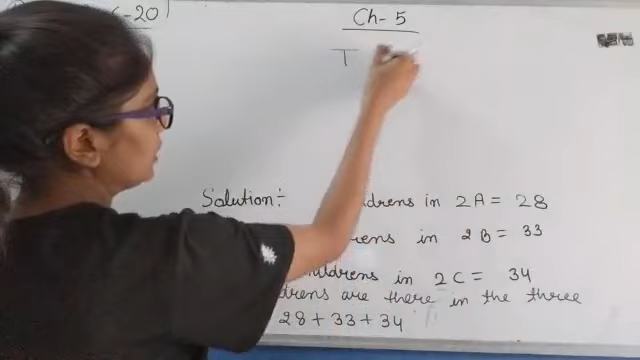 -20
Ch- 5
T
Solution:- drens in 2A = 28
rens in 2B = 33
hildrens in 2C = 34
drens are there in the three
28 + 33 + 34